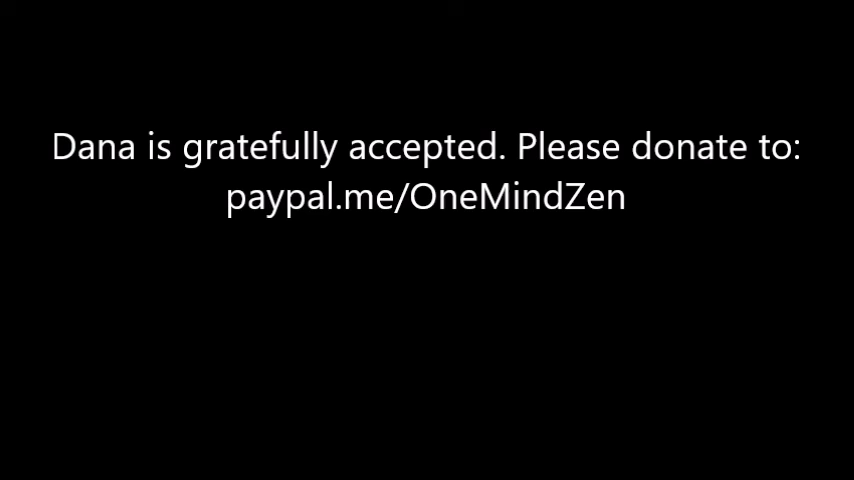 Dana is gratefully accepted. Please donate to:
paypal.me/OneMindZen